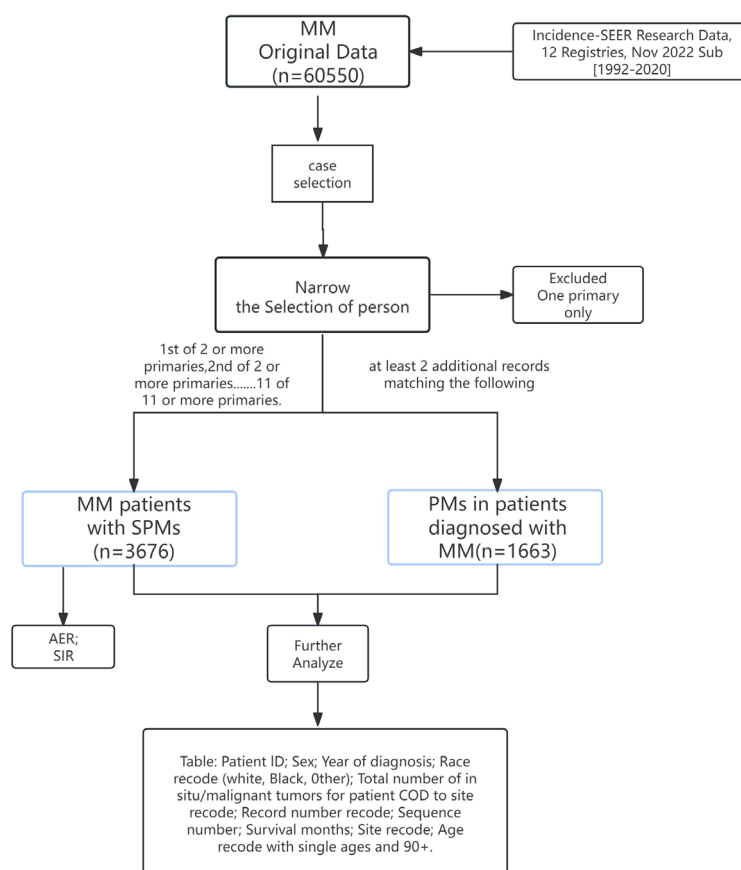 MM
Original Data
(n=60550)
Incidence-SEER Research Data,
12 Registries, Nov 2022 Sub
[1992-2020]
case
selection
Narrow
the Selection of person
Excluded
One primary
only
1st of 2 or more
primaries,2nd of 2 or
more primaries.......11 of
11 or more primaries.
at least 2 additional records
matching the following
MM patients
with SPMs
(n=3676)
PMs in patients
diagnosed with
MM(n=1663)
AER;
SIR
Further
Analyze
Table: Patient lD; Sex; Year of diagnosis; Race
recode (white, Black, 0ther); Total number of in
situ/malignant tumors for patient COD to site
recode; Record number recode; Sequence
number; Survival months; Site recode; Age
recode with single ages and 90+.